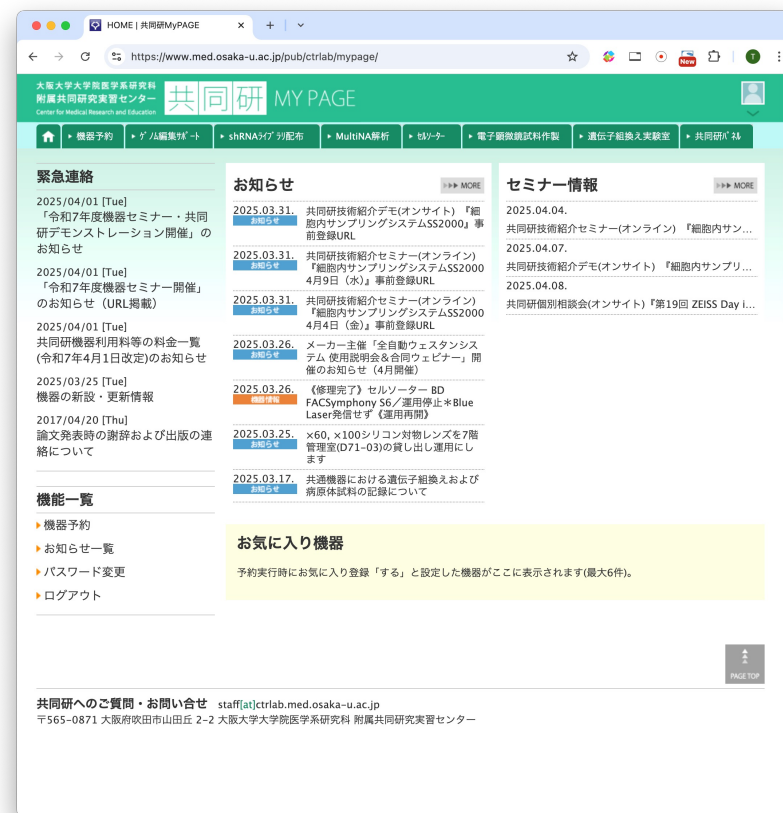 HOME | 共同研MyPAGE
https://www.med.osaka-u.ac.jp/pub/ctrlab/mypage/
New
T
大阪大学大学院医学系研究科
附属共同研究実習センター
Center for Medical Research and Education
共同研 MY PAGE
機器予約
ゲノム編集サポート
shRNAライブラリ配布
MultiNA解析
セルソーター
電子顕微鏡試料作製
遺伝子組換え実験室
共同研パネル
緊急連絡
2025/04/01 [Tue]
「令和7年度機器セミナー・共同
研デモンストレーション開催」の
お知らせ
2025/04/01 [Tue]
「令和7年度機器セミナー開催」
のお知らせ（URL掲載）
2025/04/01 [Tue]
共同研機器利用料等の料金一覧
(令和7年4月1日改定)のお知らせ
2025/03/25 [Tue]
機器の新設・更新情報
2017/04/20 [Thu]
論文発表時の謝辞および出版の連
絡について
機能一覧
機器予約
お知らせ一覧
パスワード変更
ログアウト
お知らせ
MORE
2025.03.31.
お知らせ
共同研技術紹介デモ(オンサイト) 『細
胞内サンプリングシステムSS2000』事
前登録URL
2025.03.31.
お知らせ
共同研技術紹介セミナー(オンライン)
『細胞内サンプリングシステムSS2000
4月9日（水)』事前登録URL
2025.03.31.
お知らせ
共同研技術紹介セミナー(オンライン)
『細胞内サンプリングシステムSS2000
4月4日（金)』事前登録URL
2025.03.26.
お知らせ
メーカー主催「全自動ウェスタンシス
テム 使用説明会＆合同ウェビナー」開
催のお知らせ（4月開催）
2025.03.26.
機器情報
《修理完了》セルソーター BD
FACSymphony S6／運用停止＊Blue
Laser発信せず《運用再開》
2025.03.25.
お知らせ
×60, ×100シリコン対物レンズを7階
管理室(D71–03)の貸し出し運用にし
ます
2025.03.17.
お知らせ
共通機器における遺伝子組換えおよび
病原体試料の記録について
セミナー情報
MORE
2025.04.04.
共同研技術紹介セミナー(オンライン) 『細胞内サン...
2025.04.07.
共同研技術紹介デモ(オンサイト) 『細胞内サンプリ...
2025.04.08.
共同研個別相談会(オンサイト)『第19回 ZEISS Day i...
お気に入り機器
予約実行時にお気に入り登録「する」と設定した機器がここに表示されます(最大6件)。
PAGE TOP
共同研へのご質問・お問い合せ staff[at]ctrlab.med.osaka-u.ac.jp
〒565–0871 大阪府吹田市山田丘 2–2 大阪大学大学院医学系研究科 附属共同研究実習センター